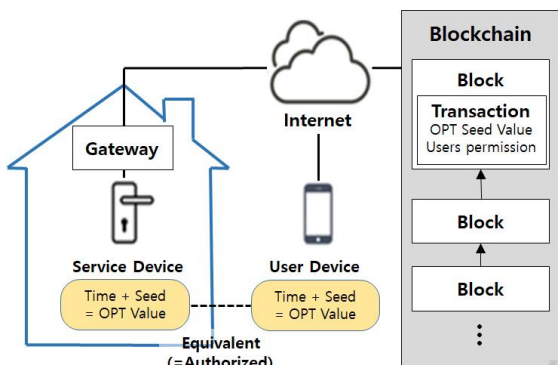 Blockchain
Block
Transaction
OPT Seed Value
Users permission
Internet
Gateway
Block
Service Device
User Device
Block
Time + Seed
= OPT Value
Time + Seed
= OPT Value
Equivalent
(=Authorized)